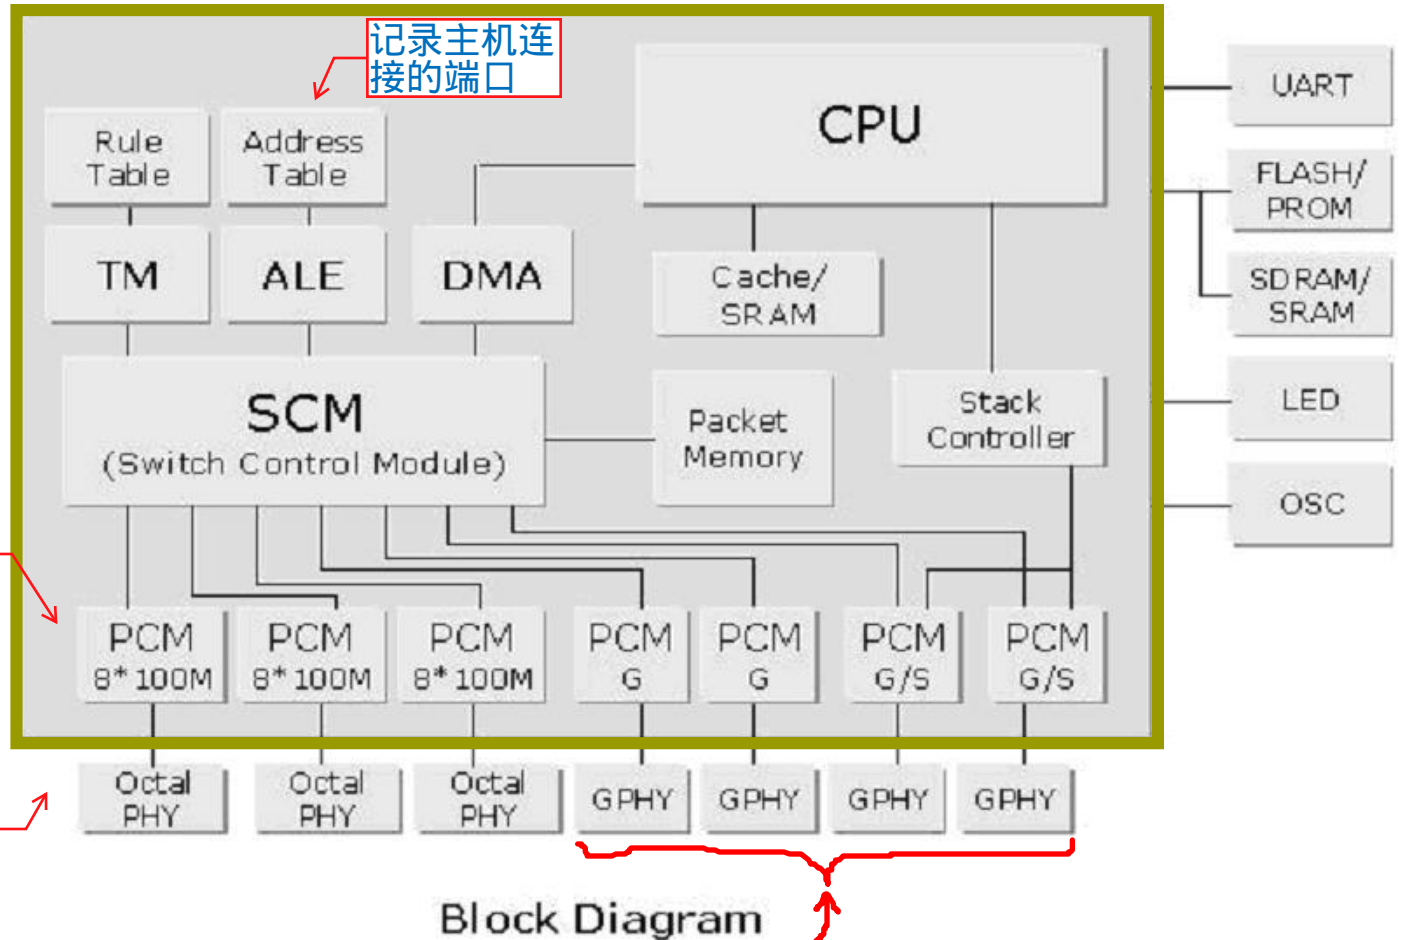 记录主机连
接的端口
CPU
UART
Rule
Table
Address
Table
FLASH/
PROM
TM
ALE
DMA
Cache/
SRAM
SDRAM/
SRAM
SCM
(Switch Control Module)
Packet
Memory
Stack
Controller
LED
OSC
PCM
8*100M
PCM
8*100M
PCM
8*100M
PCM
G
PCM
G
PCM
G/S
PCM
G/S
Octal
PHY
Octal
PHY
Octal
PHY
GPHY
GPHY
GPHY
GPHY
Block Diagram